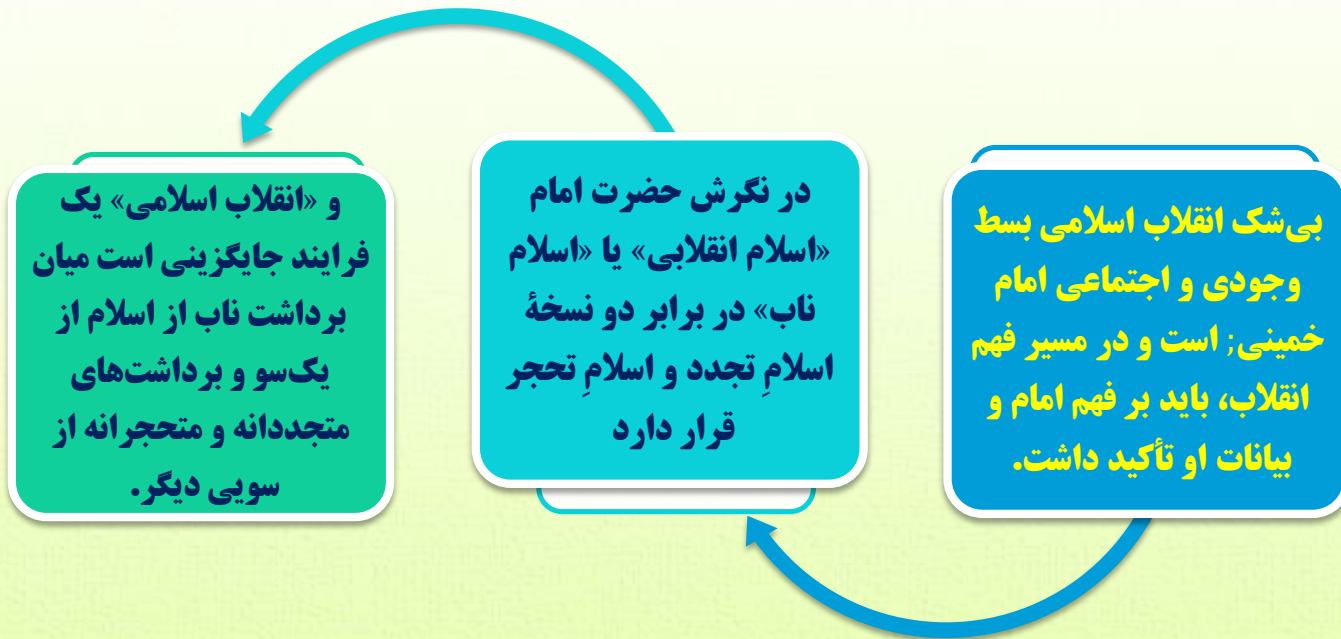 بی‌شک انقلاب اسلامی بسط
وجودی و اجتماعی امام
خمینی; است و در مسیر فهم
انقلاب، باید بر فهم امام و
بیانات او تأکید داشت.
در نگرش حضرت امام
«اسلام انقلابی» یا «اسلام
ناب» در برابر دو نسخهٔ
اسلامِ تجدد و اسلامِ تحجر
قرار دارد
و «انقلاب اسلامی» یک
فرایند جایگزینی است میان
برداشت ناب از اسلام از
یک‌سو و برداشت‌های
متجددانه و متحجرانه از
سویی دیگر.